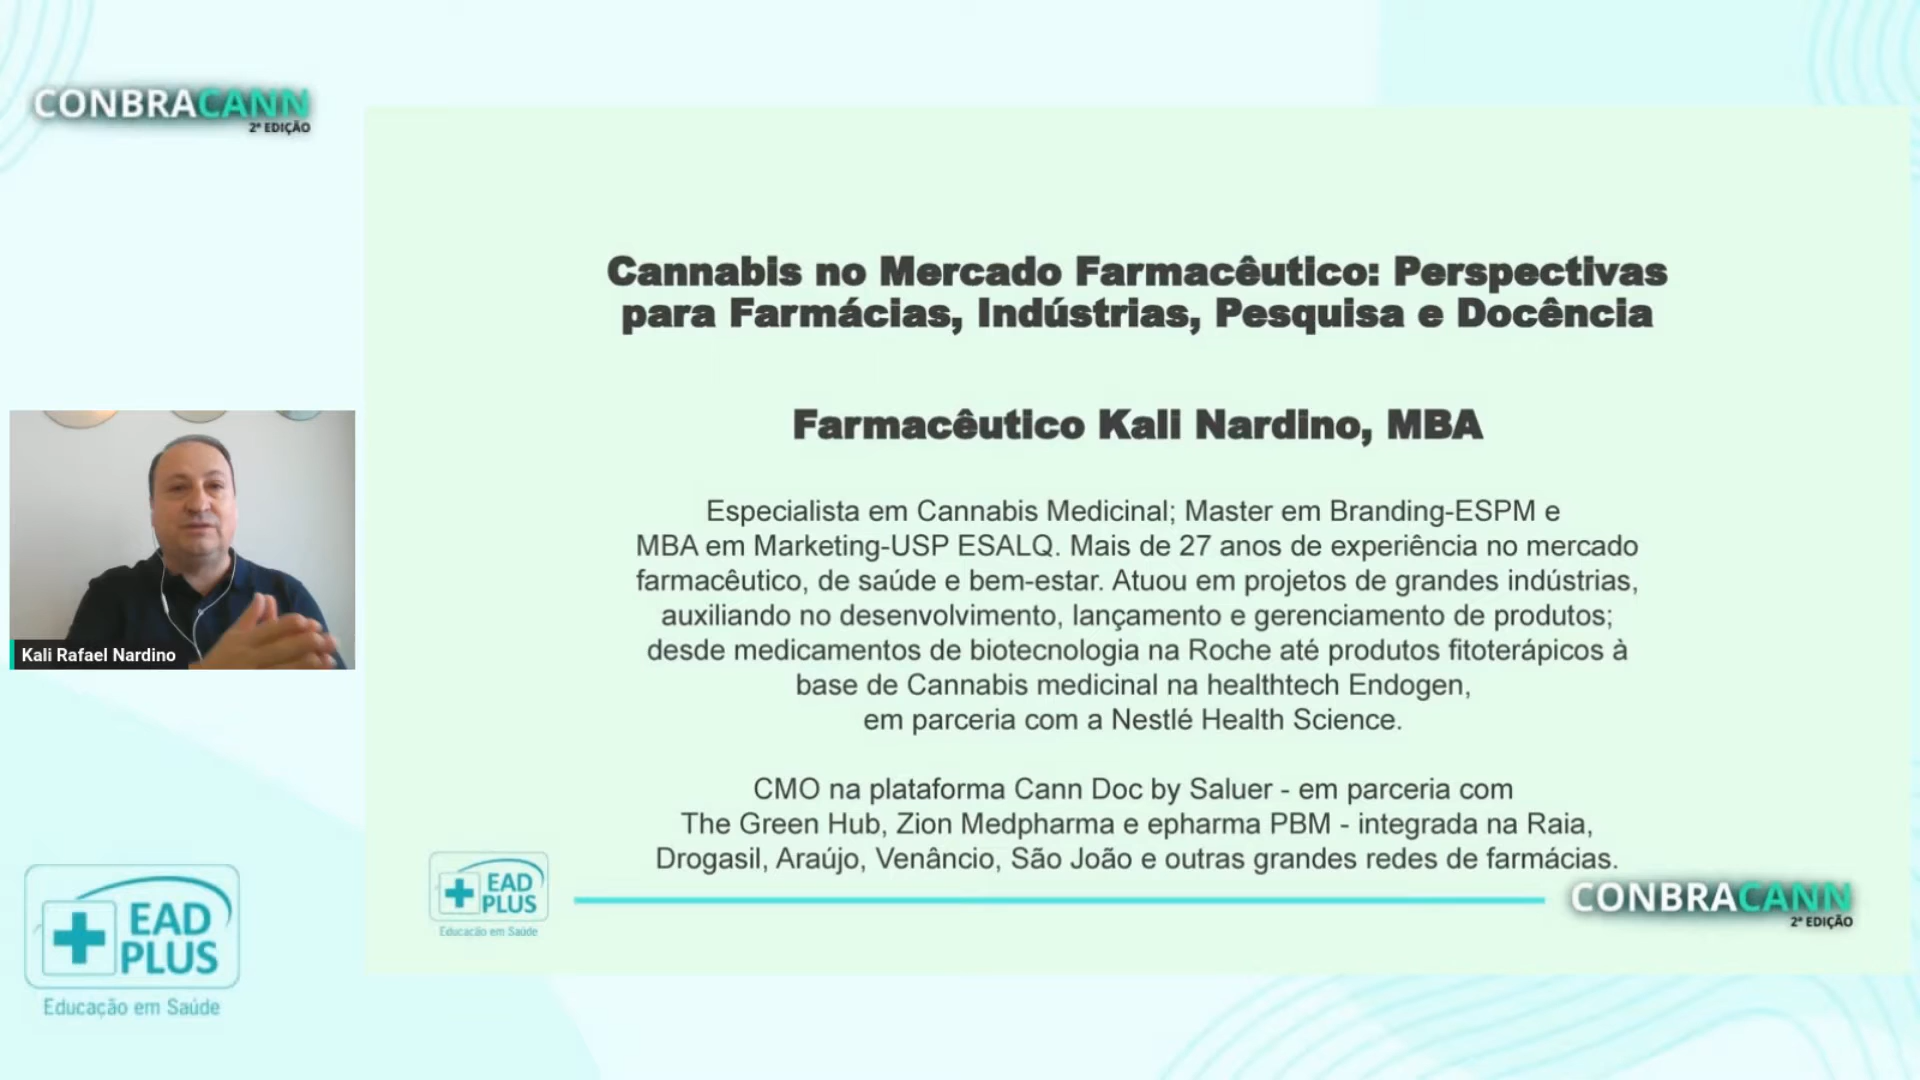 CONBRACANN
2ª EDIÇÃO
Cannabis no Mercado Farmacêutico: Perspectivas
para Farmácias, Indústrias, Pesquisa e Docência
Farmacêutico Kali Nardino, MBA
Especialista em Cannabis Medicinal; Master em Branding-ESPM e
MBA em Marketing-USP ESALQ. Mais de 27 anos de experiência no mercado
farmacêutico, de saúde e bem-estar. Atuou em projetos de grandes indústrias,
auxiliando no desenvolvimento, lançamento e gerenciamento de produtos;
desde medicamentos de biotecnologia na Roche até produtos fitoterápicos à
base de Cannabis medicinal na healthtech Endogen,
em parceria com a Nestlé Health Science.
CMO na plataforma Cann Doc by Saluer - em parceria com
The Green Hub, Zion Medpharma e epharma PBM - integrada na Raia,
Drogasil, Araújo, Venâncio, São João e outras grandes redes de farmácias.
Kali Rafael Nardino
EAD
PLUS
Educação em Saúde
CONBRACANN
2ª EDIÇÃO
EAD
PLUS
Educação em Saúde